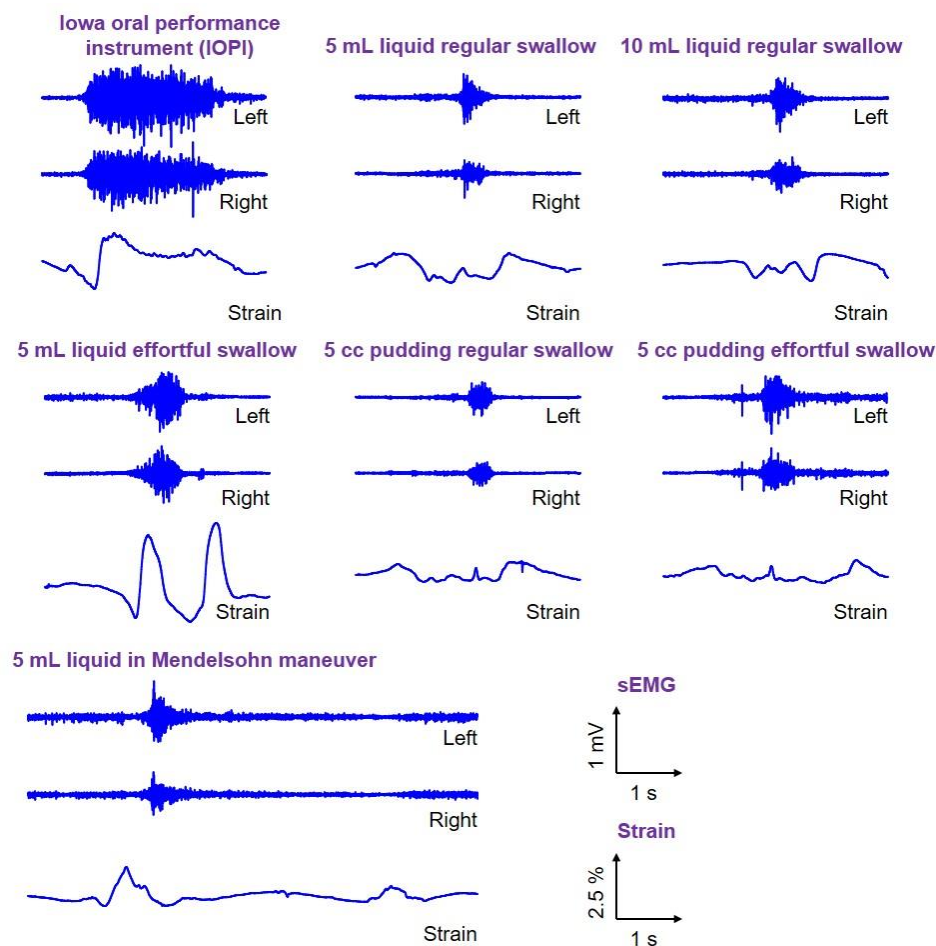 Iowa oral performance
instrument (IOPI)
5 mL liquid regular swallow
10 mL liquid regular swallow
Left
Left
Left
Right
Right
Right
Strain
Strain
Strain
5 mL liquid effortful swallow
5 cc pudding regular swallow
5 cc pudding effortful swallow
Left
Left
Left
Right
Right
Right
Strain
Strain
Strain
5 mL liquid in Mendelsohn maneuver
Left
Right
Strain
sEMG
1 mV
1 s
Strain
2.5 %
1 s